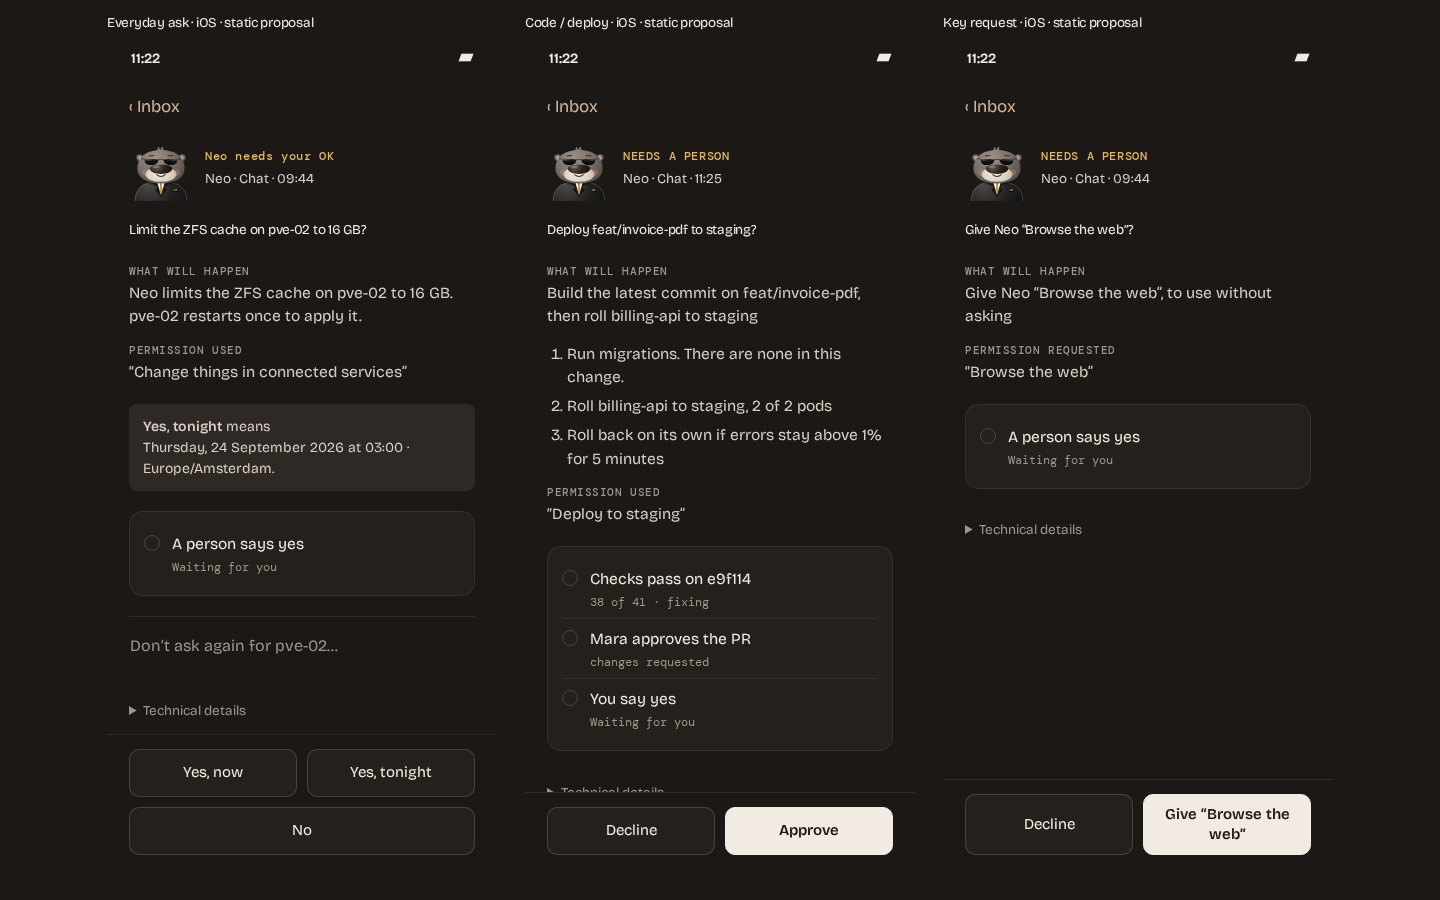 Everyday ask · iOS · static proposal
11:22
‹ Inbox
Neo needs your OK
Neo · Chat · 09:44
Limit the ZFS cache on pve-02 to 16 GB?
WHAT WILL HAPPEN
Neo limits the ZFS cache on pve-02 to 16 GB.
pve-02 restarts once to apply it.
PERMISSION USED
“Change things in connected services”
Yes, tonight means
Thursday, 24 September 2026 at 03:00 ·
Europe/Amsterdam.
A person says yes
Waiting for you
Don’t ask again for pve-02…
Technical details
Yes, now
Yes, tonight
No
Code / deploy · iOS · static proposal
11:22
‹ Inbox
NEEDS A PERSON
Neo · Chat · 11:25
Deploy feat/invoice-pdf to staging?
WHAT WILL HAPPEN
Build the latest commit on feat/invoice-pdf,
then roll billing-api to staging
1. Run migrations. There are none in this
change.
2. Roll billing-api to staging, 2 of 2 pods
3. Roll back on its own if errors stay above 1%
for 5 minutes
PERMISSION USED
“Deploy to staging”
Checks pass on e9f114
38 of 41 · fixing
Mara approves the PR
changes requested
You say yes
Waiting for you
Technical details
Decline
Approve
Key request · iOS · static proposal
11:22
‹ Inbox
NEEDS A PERSON
Neo · Chat · 09:44
Give Neo “Browse the web”?
WHAT WILL HAPPEN
Give Neo “Browse the web”, to use without
asking
PERMISSION REQUESTED
“Browse the web”
A person says yes
Waiting for you
Technical details
Decline
Give “Browse the
web”